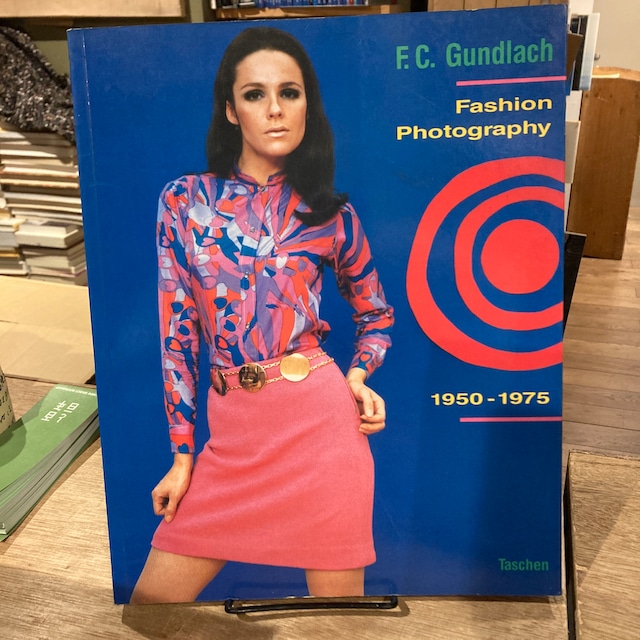 F.C. Gundlach
Fashion
Photography
1950-1975
Taschen